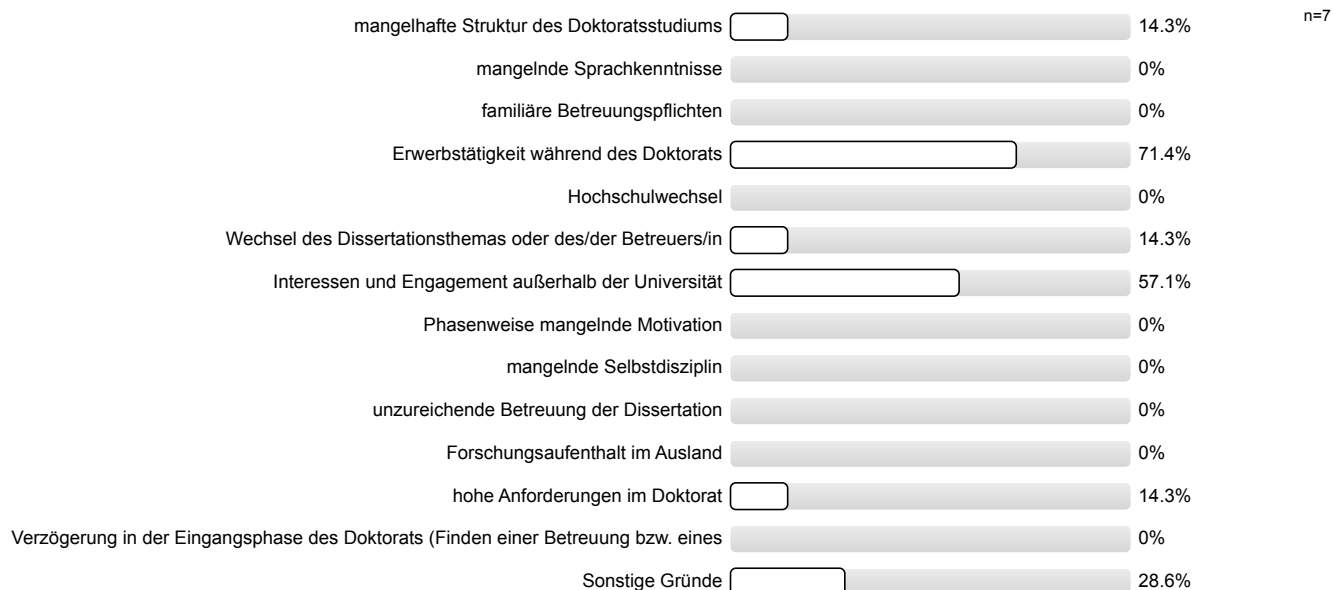 n=7
mangelhafte Struktur des Doktoratsstudiums 14.3%
mangelnde Sprachkenntnisse 0%
familiäre Betreuungspflichten 0%
Erwerbstätigkeit während des Doktorats 71.4%
Hochschulwechsel 0%
Wechsel des Dissertationsthemas oder des/der Betreuers/in 14.3%
Interessen und Engagement außerhalb der Universität 57.1%
Phasenweise mangelnde Motivation 0%
mangelnde Selbstdisziplin 0%
unzureichende Betreuung der Dissertation 0%
Forschungsaufenthalt im Ausland 0%
hohe Anforderungen im Doktorat 14.3%
Verzögerung in der Eingangsphase des Doktorats (Finden einer Betreuung bzw. eines 0%
Sonstige Gründe 28.6%